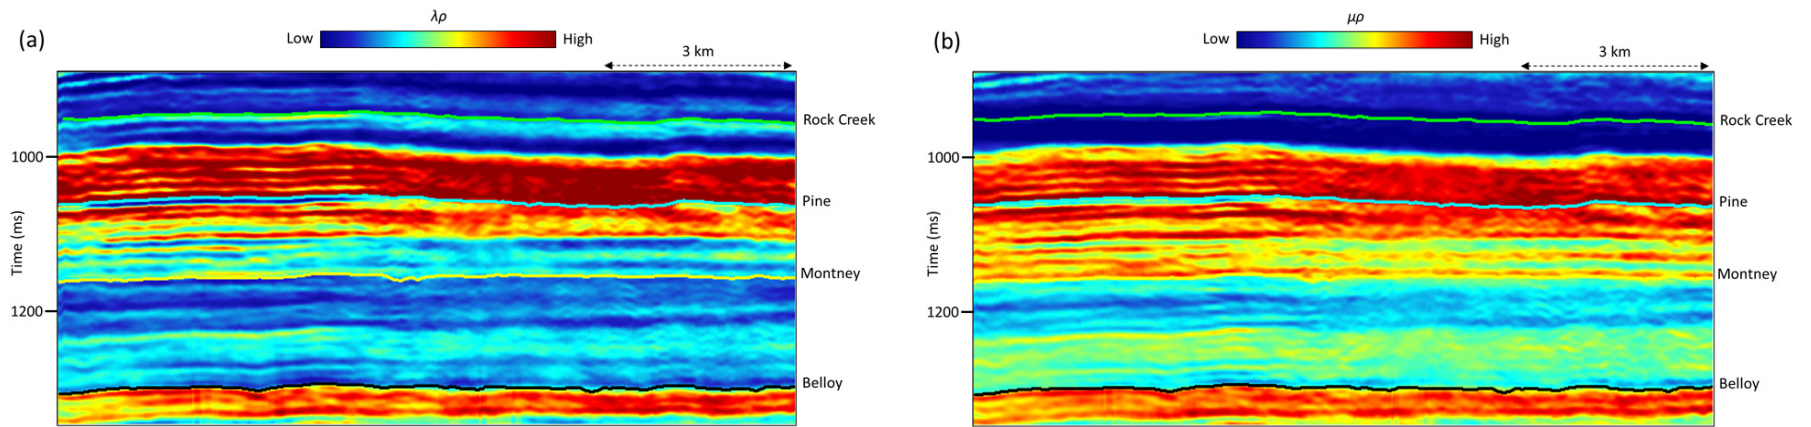 (a)
λρ
Low
High
3 km
Rock Creek
1000
Pine
Time (ms)
Montney
1200
Belloy
(b)
μρ
Low
High
3 km
Rock Creek
1000
Pine
Time (ms)
Montney
1200
Belloy